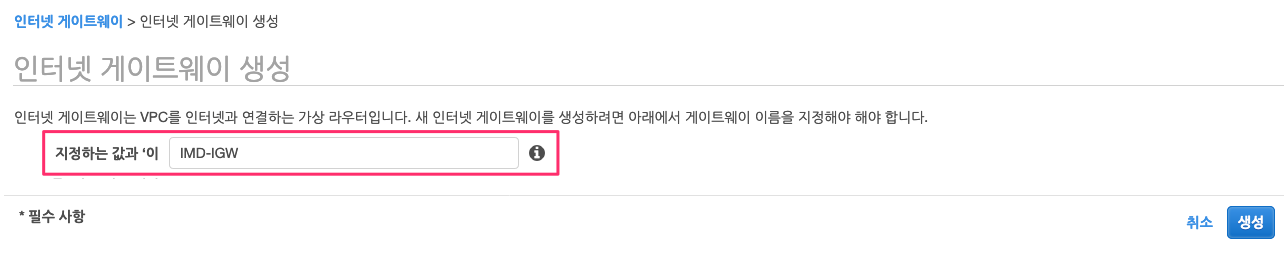 인터넷 게이트웨이 > 인터넷 게이트웨이 생성
인터넷 게이트웨이 생성
인터넷 게이트웨이는 VPC를 인터넷과 연결하는 가상 라우터입니다. 새 인터넷 게이트웨이를 생성하려면 아래에서 게이트웨이 이름을 지정해야 해야 합니다.
지정하는 값과 ‘이 IMD-IGW
* 필수 사항 취소 생성